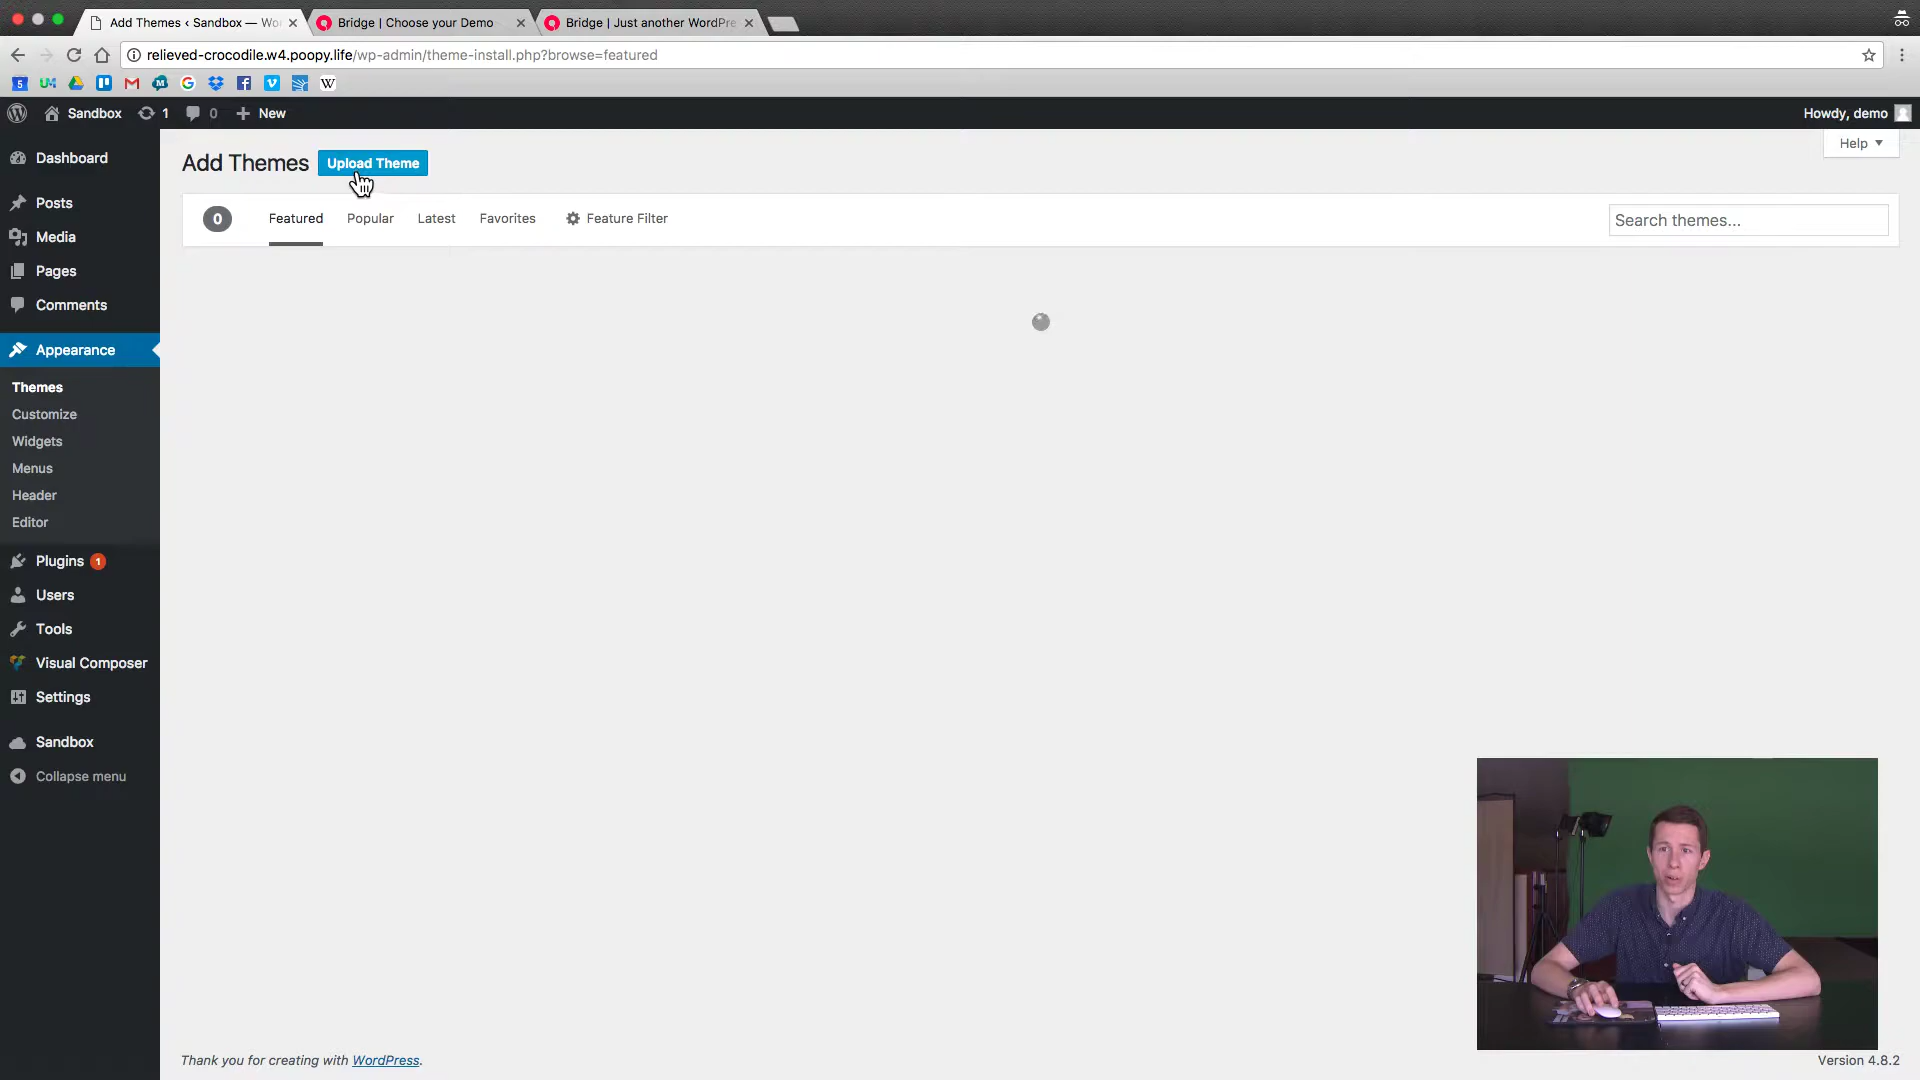 Add Themes ‹ Sandbox — Wo
Bridge | Choose your Demo
Bridge | Just another WordPre
relieved-crocodile.w4.poopy.life/wp-admin/theme-install.php?browse=featured
Sandbox 1 0 New
Howdy, demo
Dashboard
Posts
Media
Pages
Comments
Appearance
Themes
Customize
Widgets
Menus
Header
Editor
Plugins 1
Users
Tools
Visual Composer
Settings
Sandbox
Collapse menu
Add Themes Upload Theme
Help
0 Featured Popular Latest Favorites Feature Filter
Search themes...
Thank you for creating with WordPress.
Version 4.8.2